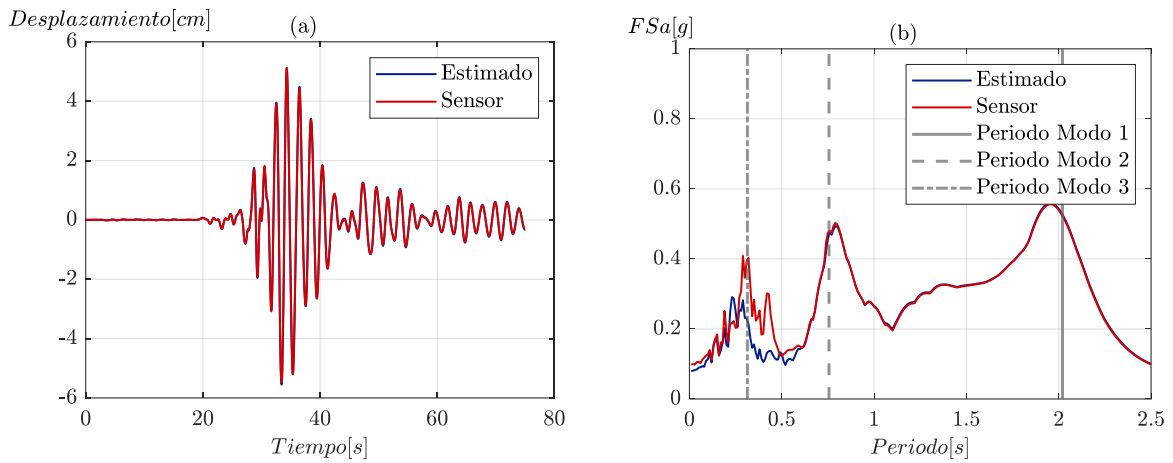 Desplazamiento[cm]
(a)
6
4
2
0
-2
-4
-6
0
20
40
60
80
Tiempo[s]
Estimado
Sensor
FSa[g]
(b)
1
0.8
0.6
0.4
0.2
0
0
0.5
1
1.5
2
2.5
Periodo[s]
Estimado
Sensor
Periodo Modo 1
Periodo Modo 2
Periodo Modo 3